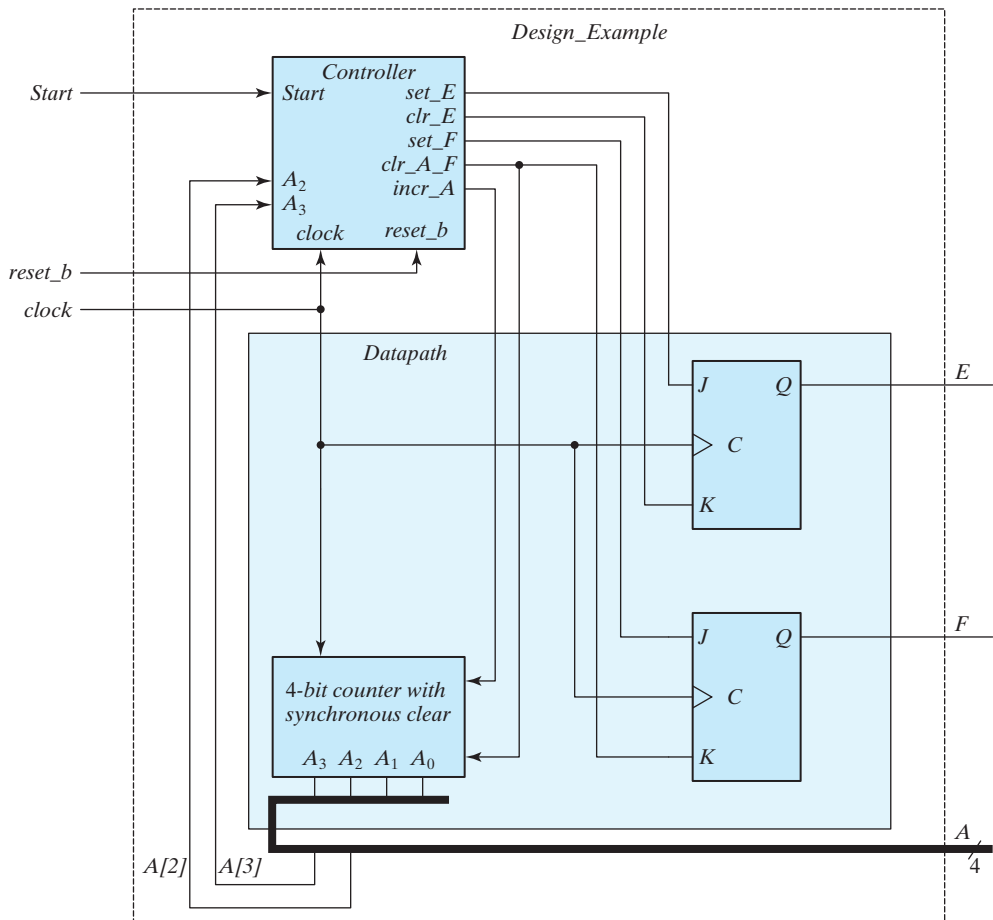 Design_Example
Controller
Start
Start
set_E
clr_E
set_F
clr_A_F
incr_A
A2
A3
clock
reset_b
reset_b
clock
Datapath
J
Q
C
K
E
J
Q
C
K
F
4-bit counter with
synchronous clear
A3 A2 A1 A0
A[2]
A[3]
A
4